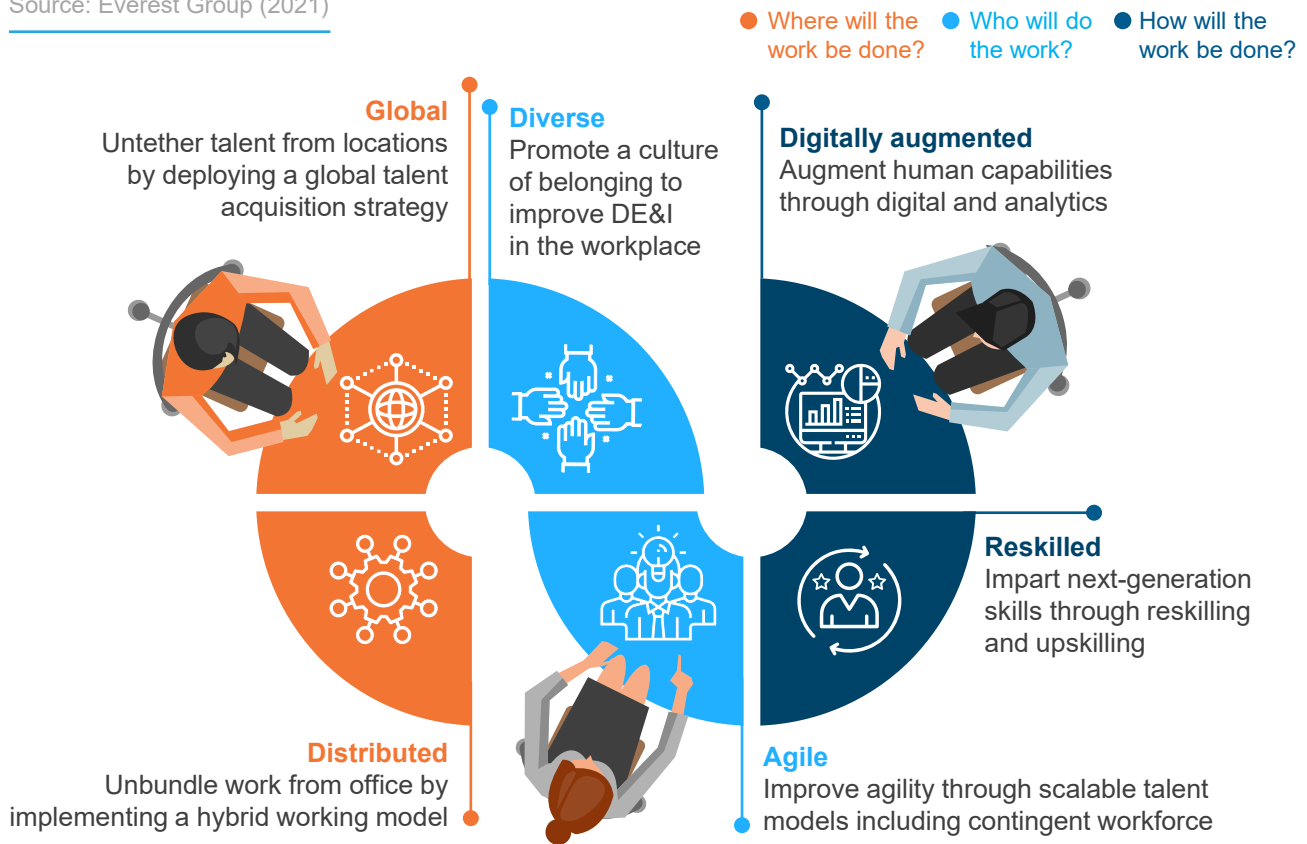 Source: Everest Group (2021)
Where will the
work be done?
Who will do
the work?
How will the
work be done?
Global
Untether talent from locations
by deploying a global talent
acquisition strategy
Diverse
Promote a culture
of belonging to
improve DE&I
in the workplace
Digitally augmented
Augment human capabilities
through digital and analytics
Reskilled
Impart next-generation
skills through reskilling
and upskilling
Distributed
Unbundle work from office by
implementing a hybrid working model
Agile
Improve agility through scalable talent
models including contingent workforce